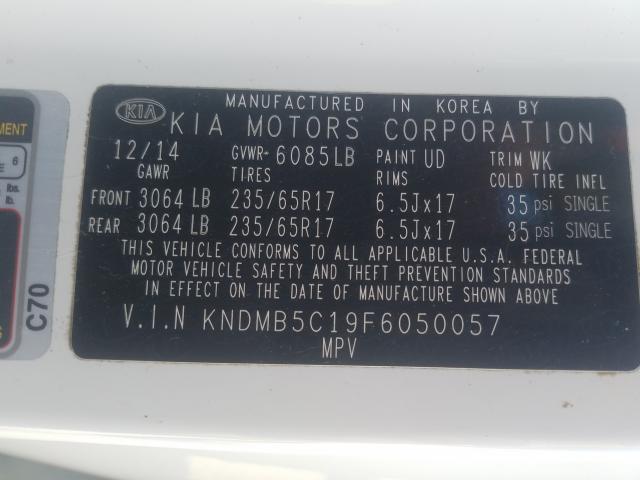 MENT
E 6
lbs.
lb.
S
C70
KIA
MANUFACTURED IN KOREA BY
KIA MOTORS CORPORATION
12/14 GVWR- 6085LB PAINT UD TRIM WK
GAWR TIRES RIMS COLD TIRE INFL
FRONT 3064 LB 235/65R17 6.5Jx17 35 psi SINGLE
REAR 3064 LB 235/65R17 6.5Jx17 35 psi SINGLE
THIS VEHICLE CONFORMS TO ALL APPLICABLE U.S.A. FEDERAL
MOTOR VEHICLE SAFETY AND THEFT PREVENTION STANDARDS
IN EFFECT ON THE DATE OF MANUFACTURE SHOWN ABOVE
V.I.N KNDMB5C19F6050057
MPV